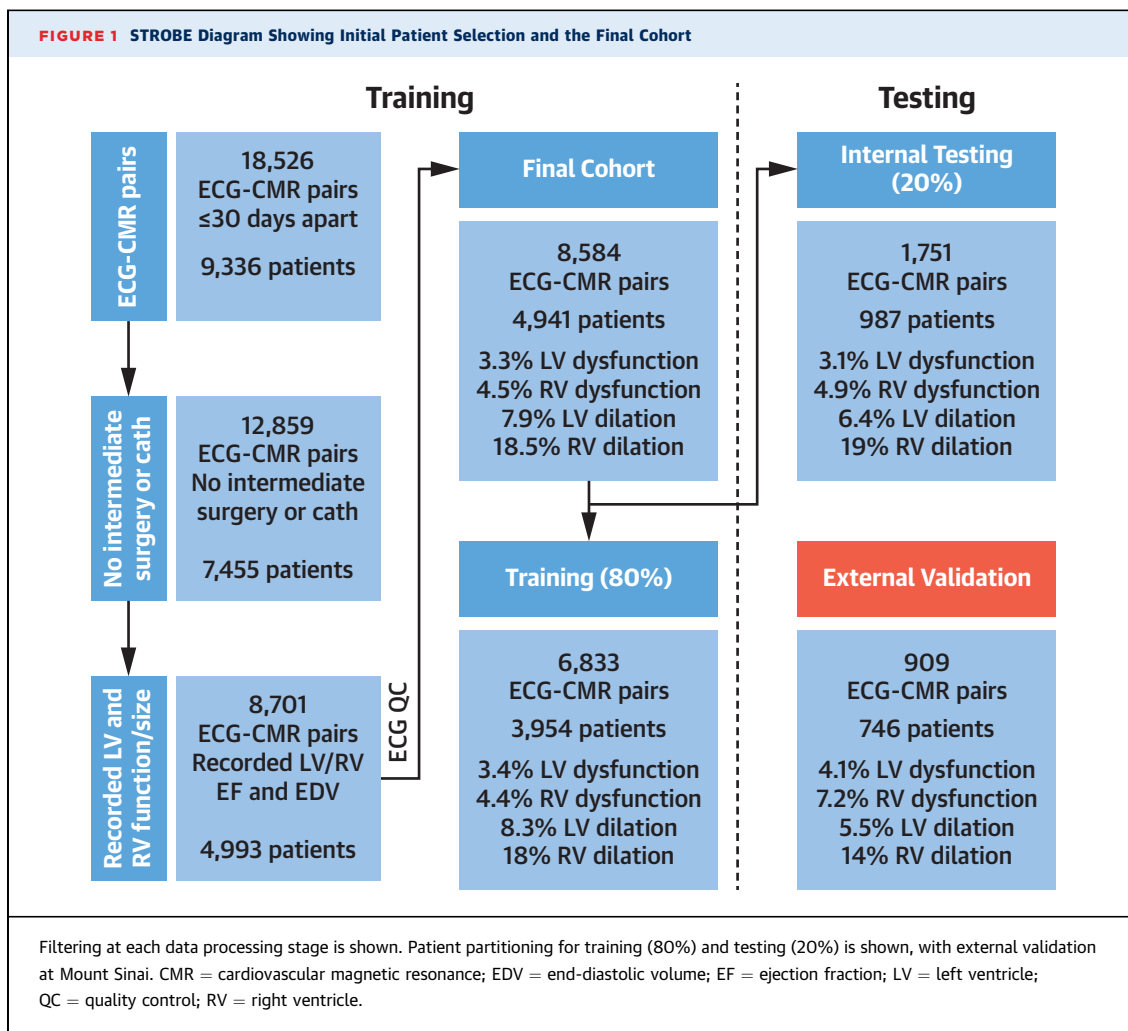 FIGURE 1 STROBE Diagram Showing Initial Patient Selection and the Final Cohort
Training
ECG-CMR pairs
18,526
ECG-CMR pairs
≤30 days apart
9,336 patients
No intermediate
surgery or cath
12,859
ECG-CMR pairs
No intermediate
surgery or cath
7,455 patients
Recorded LV and
RV function/size
8,701
ECG-CMR pairs
Recorded LV/RV
EF and EDV
4,993 patients
ECG QC
Final Cohort
8,584
ECG-CMR pairs
4,941 patients
3.3% LV dysfunction
4.5% RV dysfunction
7.9% LV dilation
18.5% RV dilation
Training (80%)
6,833
ECG-CMR pairs
3,954 patients
3.4% LV dysfunction
4.4% RV dysfunction
8.3% LV dilation
18% RV dilation
Testing
Internal Testing
(20%)
1,751
ECG-CMR pairs
987 patients
3.1% LV dysfunction
4.9% RV dysfunction
6.4% LV dilation
19% RV dilation
External Validation
909
ECG-CMR pairs
746 patients
4.1% LV dysfunction
7.2% RV dysfunction
5.5% LV dilation
14% RV dilation
Filtering at each data processing stage is shown. Patient partitioning for training (80%) and testing (20%) is shown, with external validation
at Mount Sinai. CMR = cardiovascular magnetic resonance; EDV = end-diastolic volume; EF = ejection fraction; LV = left ventricle;
QC = quality control; RV = right ventricle.